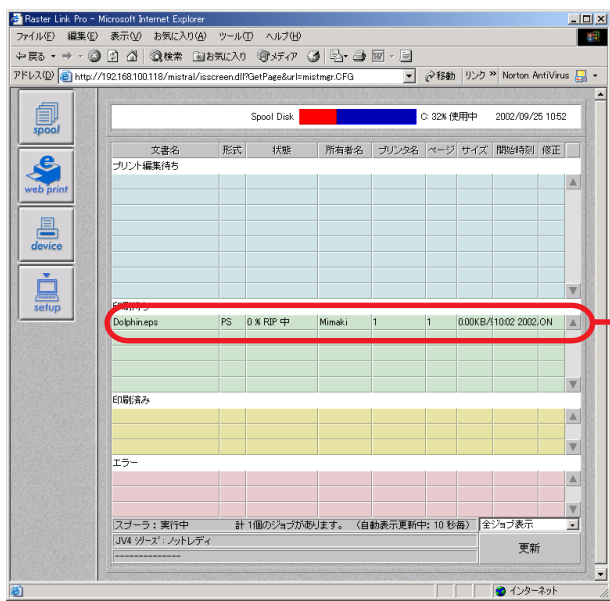 Raster Link Pro - Microsoft Internet Explorer
ファイル(F) 編集(E) 表示(V) お気に入り(A) ツール(T) ヘルプ(H)
戻る 検索 お気に入り メディア
アドレス(D) http://192.168.100.118/mistral/isscreen.dll?GetPage&url=mistmgr.CFG 移動 リンク » Norton AntiVirus
spool
web print
device
setup
Spool Disk C: 32% 使用中 2002/09/25 10:52
文書名 形式 状態 所有者名 プリンタ名 ページ サイズ 開始時刻 修正
プリント編集待ち
印刷待ち
Dolphin.eps PS 0 % RIP 中 Mimaki 1 1 0.00KB/ 10:02 2002. ON
印刷済み
エラー
スプーラ : 実行中 計 1個のジョブがあります。 (自動表示更新中: 10 秒毎) 全ジョブ表示
JV4 シリーズ : ノットレディ
--------------
更新
インターネット